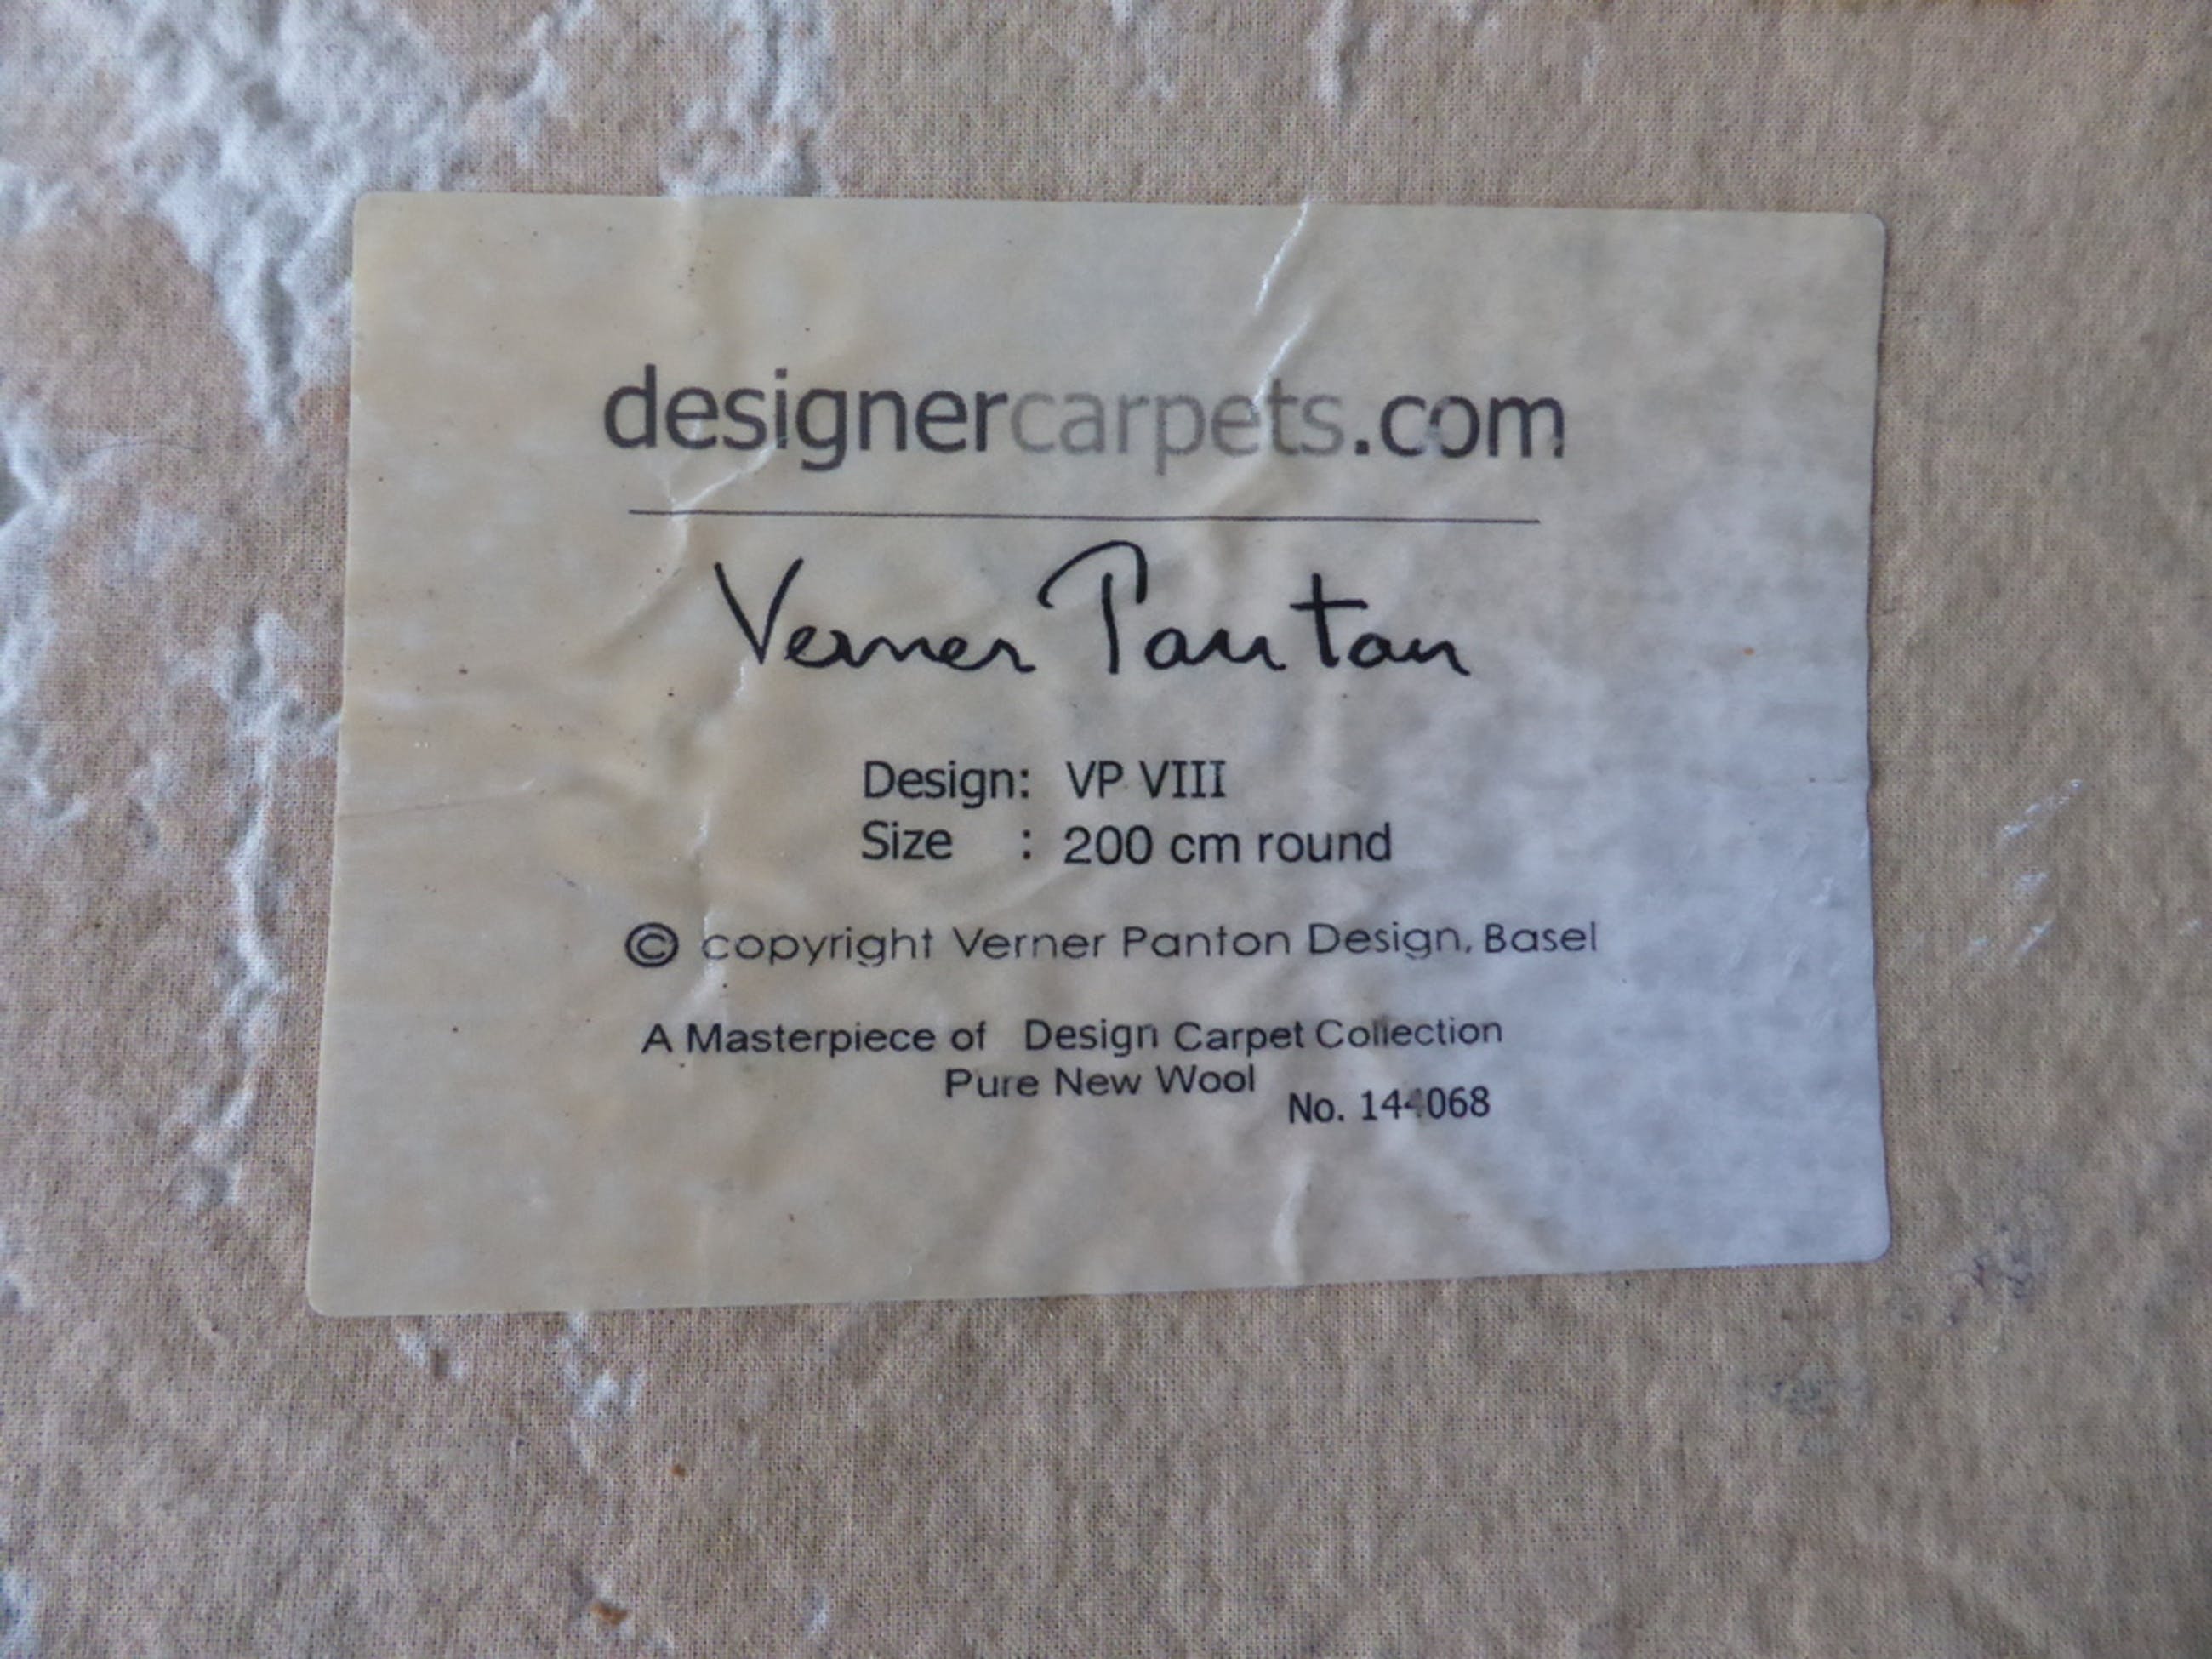 designercarpets.com
Verner Panton
Design: VP VIII
Size : 200 cm round
© copyright Verner Panton Design, Basel
A Masterpiece of Design Carpet Collection
Pure New Wool
No. 144068